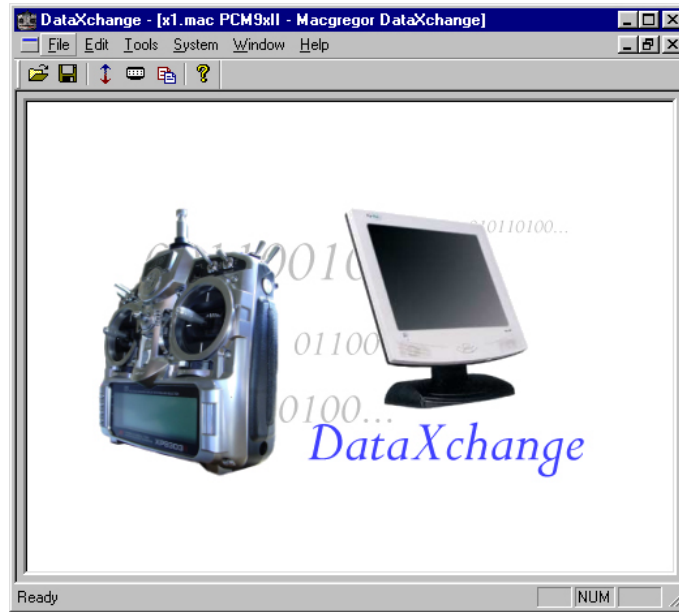 DataXchange - [x1.mac PCM9xII - Macgregor DataXchange]
File Edit Tools System Window Help
010110100...
01100
0100...
DataXchange
Ready
NUM